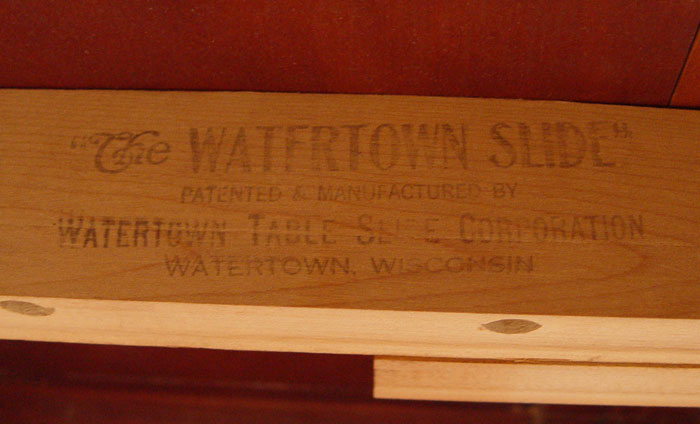 "The WATERTOWN SLIDE"
PATENTED & MANUFACTURED BY
WATERTOWN TABLE SLIDE CORPORATION
WATERTOWN, WISCONSIN